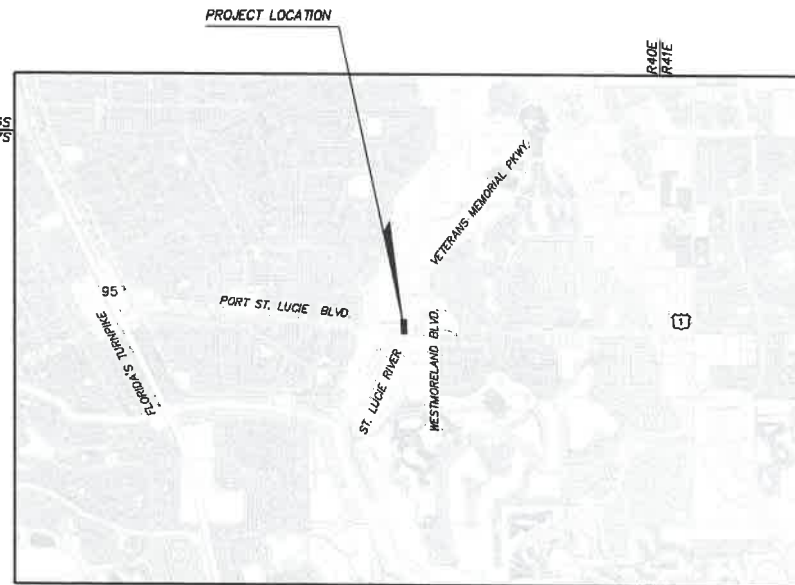 PROJECT LOCATION
R40E
R41E
VETERANS MEMORIAL PKWY.
95
PORT ST. LUCIE BLVD.
1
FLORIDA'S TURNPIKE
ST. LUCIE RIVER
WESTMORELAND BLVD.